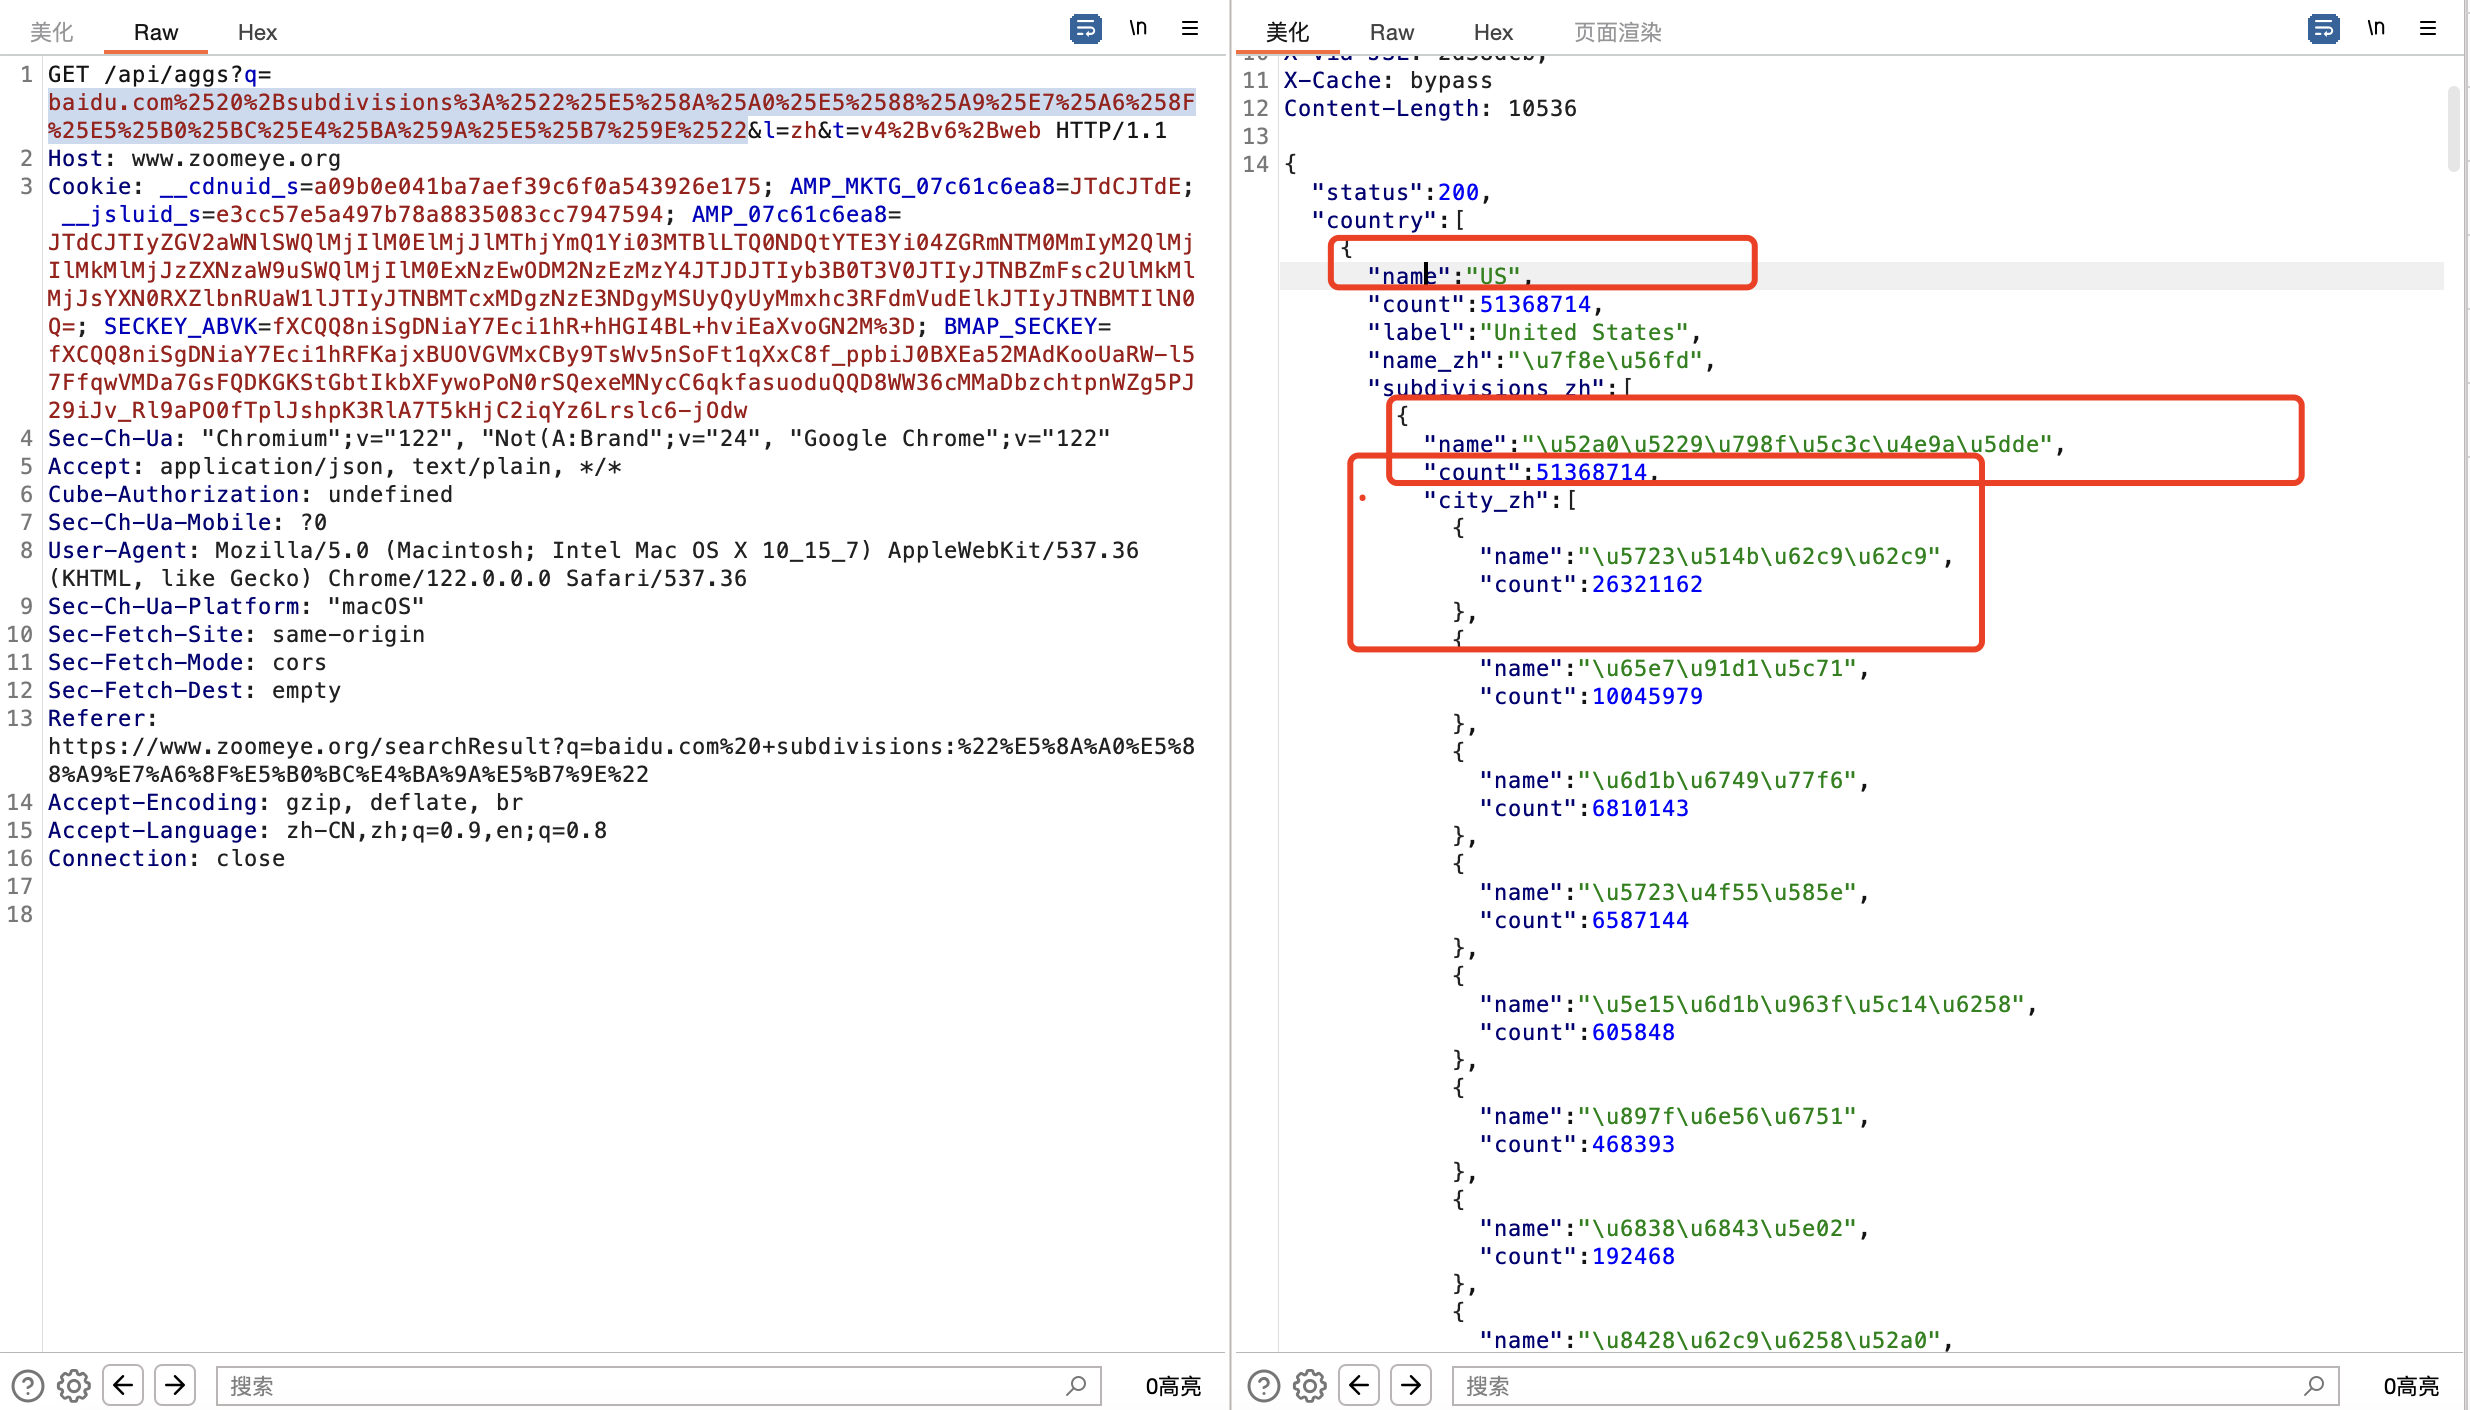 美化 Raw Hex \n
1 GET /api/aggs?q=
baidu.com%2520%2Bsubdivisions%3A%2522%25E5%258A%25A0%25E5%2588%25A9%25E7%25A6%258F
%25E5%25B0%25BC%25E4%25BA%259A%25E5%25B7%259E%2522&l=zh&t=v4%2Bv6%2Bweb HTTP/1.1
2 Host: www.zoomeye.org
3 Cookie: __cdnuid_s=a09b0e041ba7aef39c6f0a543926e175; AMP_MKTG_07c61c6ea8=JTdCJTdE;
__jsluid_s=e3cc57e5a497b78a8835083cc7947594; AMP_07c61c6ea8=
JTdCJTIyZGV2aWNlSWQlMjIlM0ElMjJlMThjYmQ1Yi03MTBlLTQ0NDQtYTE3Yi04ZGRmNTM0MmIyM2QlMj
IlMkMlMjJzZXNzaW9uSWQlMjIlM0ExNzEwODM2NzEzMzY4JTJDJTIyb3B0T3V0JTIyJTNBZmFsc2UlMkMl
MjJsYXN0RXZlbnRUaW1lJTIyJTNBMTcxMDgzNzE3NDgyMSUyQyUyMmxhc3RFdmVudElkJTIyJTNBMTIlN0
Q=; SECKEY_ABVK=fXCQQ8niSgDNiaY7Eci1hR+hHGI4BL+hviEaXvoGN2M%3D; BMAP_SECKEY=
fXCQQ8niSgDNiaY7Eci1hRFKajxBUOVGVMxCBy9TsWv5nSoFt1qXxC8f_ppbiJ0BXEa52MAdKooUaRW-l5
7FfqwVMDa7GsFQDKGKStGbtIkbXFywoPoN0rSQexeMNycC6qkfasuoduQQD8WW36cMMaDbzchtpnWZg5PJ
29iJv_Rl9aPO0fTplJshpK3RlA7T5kHjC2iqYz6Lrslc6-jOdw
4 Sec-Ch-Ua: "Chromium";v="122", "Not(A:Brand";v="24", "Google Chrome";v="122"
5 Accept: application/json, text/plain, */*
6 Cube-Authorization: undefined
7 Sec-Ch-Ua-Mobile: ?0
8 User-Agent: Mozilla/5.0 (Macintosh; Intel Mac OS X 10_15_7) AppleWebKit/537.36
(KHTML, like Gecko) Chrome/122.0.0.0 Safari/537.36
9 Sec-Ch-Ua-Platform: "macOS"
10 Sec-Fetch-Site: same-origin
11 Sec-Fetch-Mode: cors
12 Sec-Fetch-Dest: empty
13 Referer:
https://www.zoomeye.org/searchResult?q=baidu.com%20+subdivisions:%22%E5%8A%A0%E5%8
8%A9%E7%A6%8F%E5%B0%BC%E4%BA%9A%E5%B7%9E%22
14 Accept-Encoding: gzip, deflate, br
15 Accept-Language: zh-CN,zh;q=0.9,en;q=0.8
16 Connection: close
17
18
搜索 0高亮
美化 Raw Hex 页面渲染 \n
11 X-Cache: bypass
12 Content-Length: 10536
13
14 {
"status":200,
"country":[
{
"name":"US",
"count":51368714,
"label":"United States",
"name_zh":"\u7f8e\u56fd",
"subdivisions_zh":[
{
"name":"\u52a0\u5229\u798f\u5c3c\u4e9a\u5dde",
"count":51368714,
"city_zh":[
{
"name":"\u5723\u514b\u62c9\u62c9",
"count":26321162
},
{
"name":"\u65e7\u91d1\u5c71",
"count":10045979
},
{
"name":"\u6d1b\u6749\u77f6",
"count":6810143
},
{
"name":"\u5723\u4f55\u585e",
"count":6587144
},
{
"name":"\u5e15\u6d1b\u963f\u5c14\u6258",
"count":605848
},
{
"name":"\u897f\u6e56\u6751",
"count":468393
},
{
"name":"\u6838\u6843\u5e02",
"count":192468
},
{
"name":"\u8428\u62c9\u6258\u52a0",
搜索 0高亮